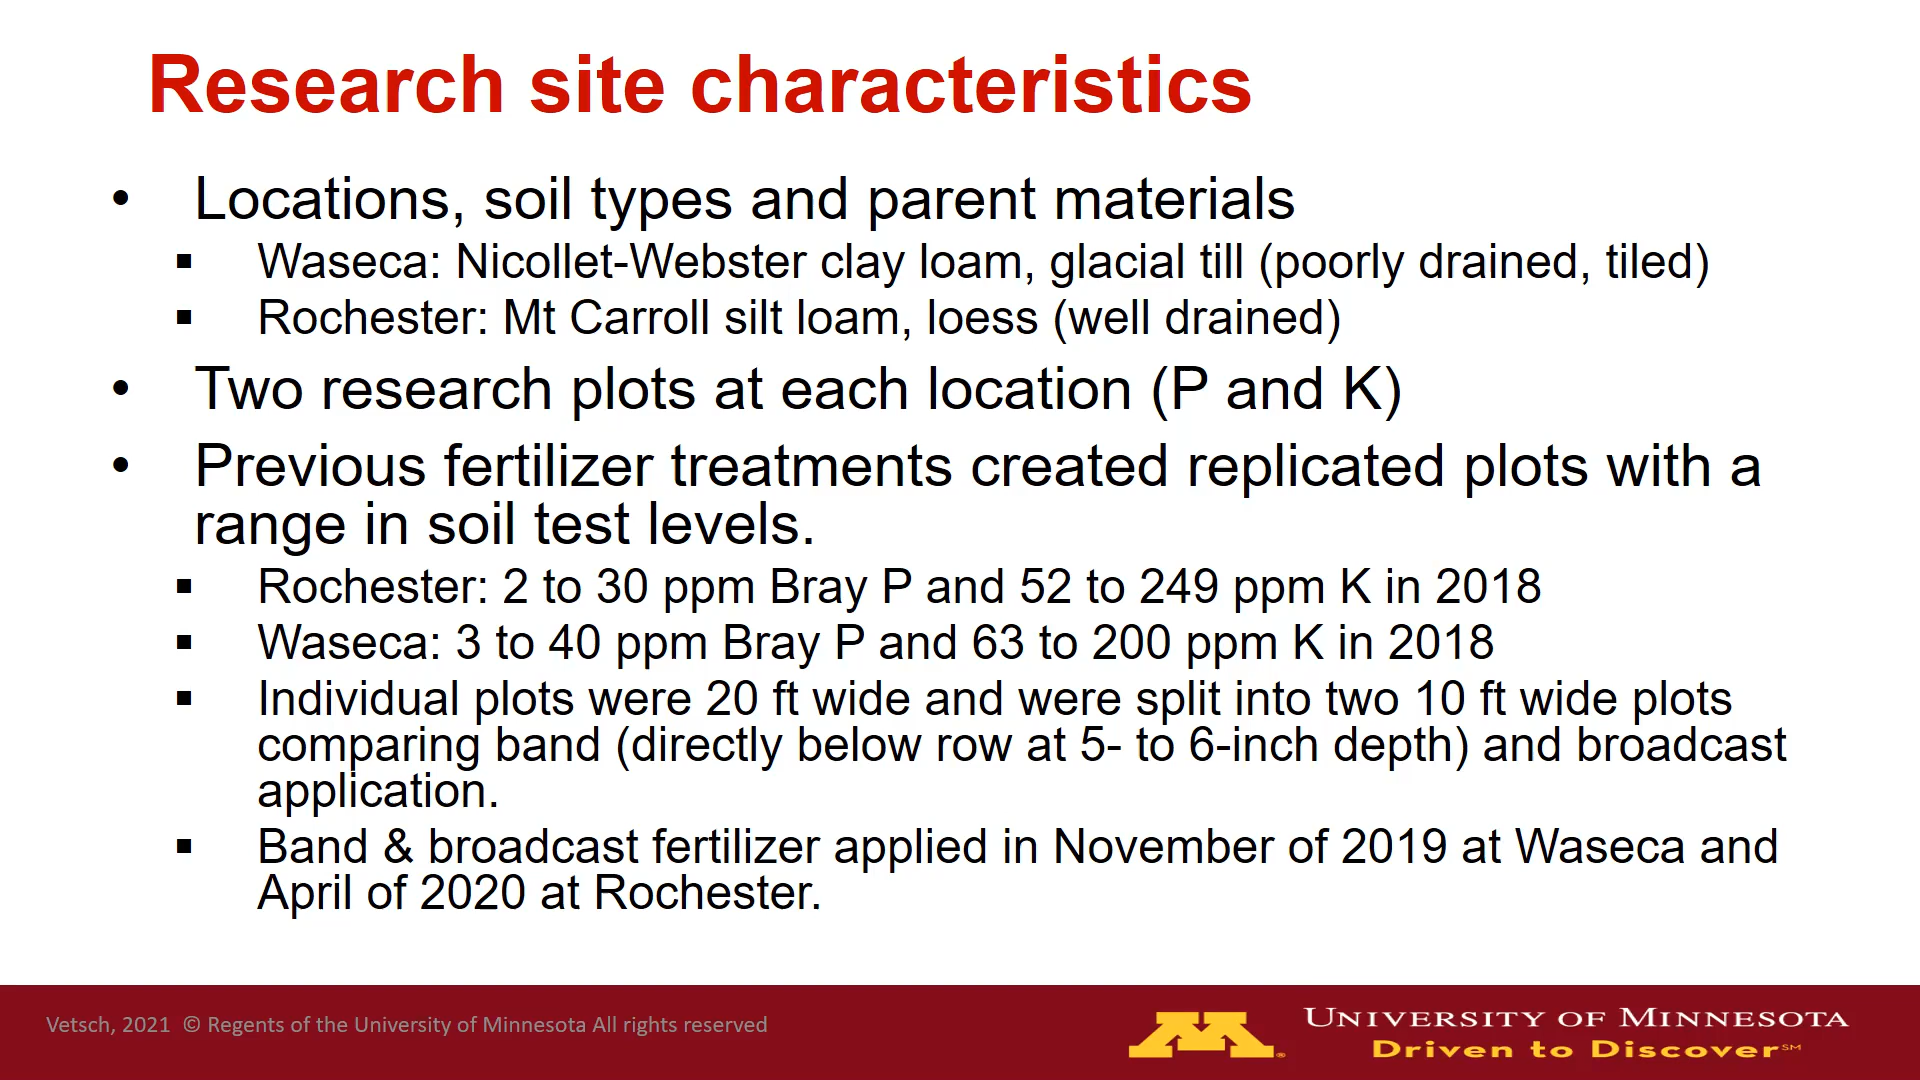 Research site characteristics
• Locations, soil types and parent materials
▪ Waseca: Nicollet-Webster clay loam, glacial till (poorly drained, tiled)
▪ Rochester: Mt Carroll silt loam, loess (well drained)
• Two research plots at each location (P and K)
• Previous fertilizer treatments created replicated plots with a
range in soil test levels.
▪ Rochester: 2 to 30 ppm Bray P and 52 to 249 ppm K in 2018
▪ Waseca: 3 to 40 ppm Bray P and 63 to 200 ppm K in 2018
▪ Individual plots were 20 ft wide and were split into two 10 ft wide plots
comparing band (directly below row at 5- to 6-inch depth) and broadcast
application.
▪ Band & broadcast fertilizer applied in November of 2019 at Waseca and
April of 2020 at Rochester.
Vetsch, 2021 © Regents of the University of Minnesota All rights reserved
M®
UNIVERSITY OF MINNESOTA
Driven to Discover℠